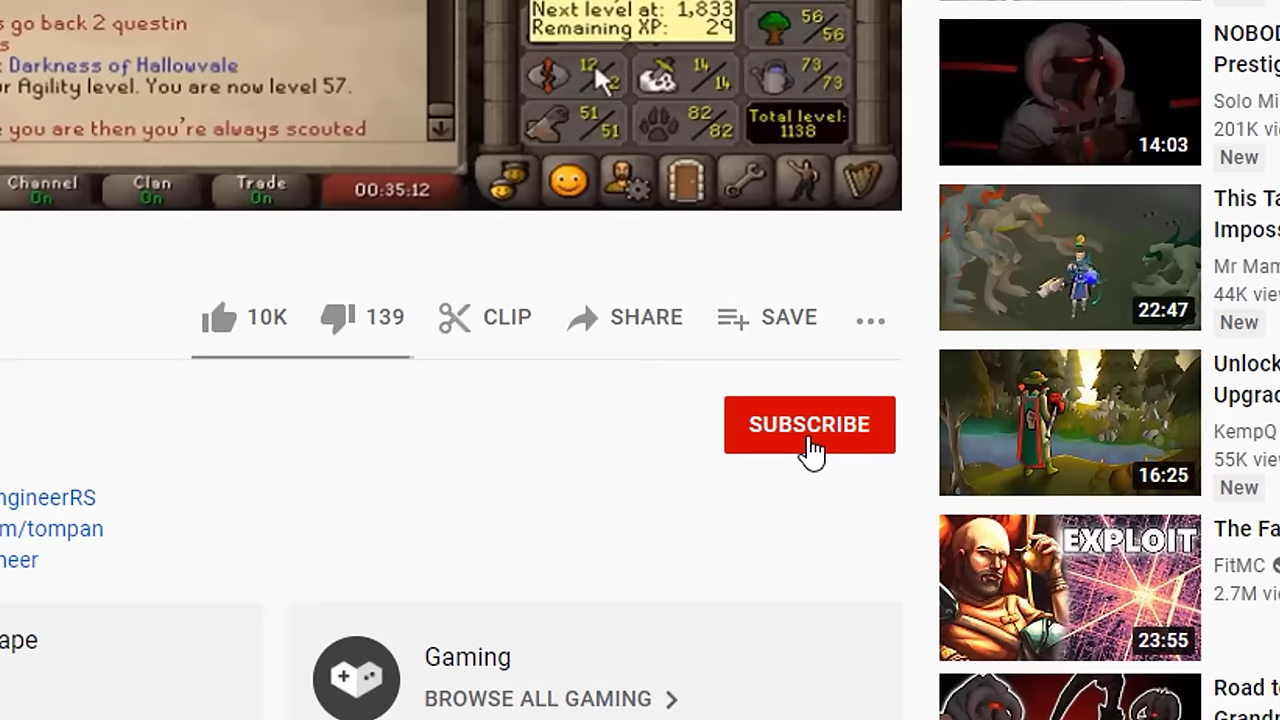 s go back 2 questin
s
: Darkness of Hallowvale
ur Agility level. You are now level 57.
e you are then you're always scouted
Channel
On
Clan
On
Trade
On
00:35:12
Next level at: 1,833
Remaining XP: 29
56/56
12
14/14
73/73
51/51
82/82
Total level:
1138
10K
139
CLIP
SHARE
SAVE
SUBSCRIBE
ngineerRS
m/tompan
neer
ape
Gaming
BROWSE ALL GAMING
14:03
NOBOD
Prestig
Solo Mi
201K vi
New
22:47
This Ta
Imposs
Mr Mam
44K vie
New
16:25
Unlock
Upgrad
KempQ
55K view
New
EXPLOIT
23:55
The Fa
FitMC
2.7M vi
Road to
Grandm